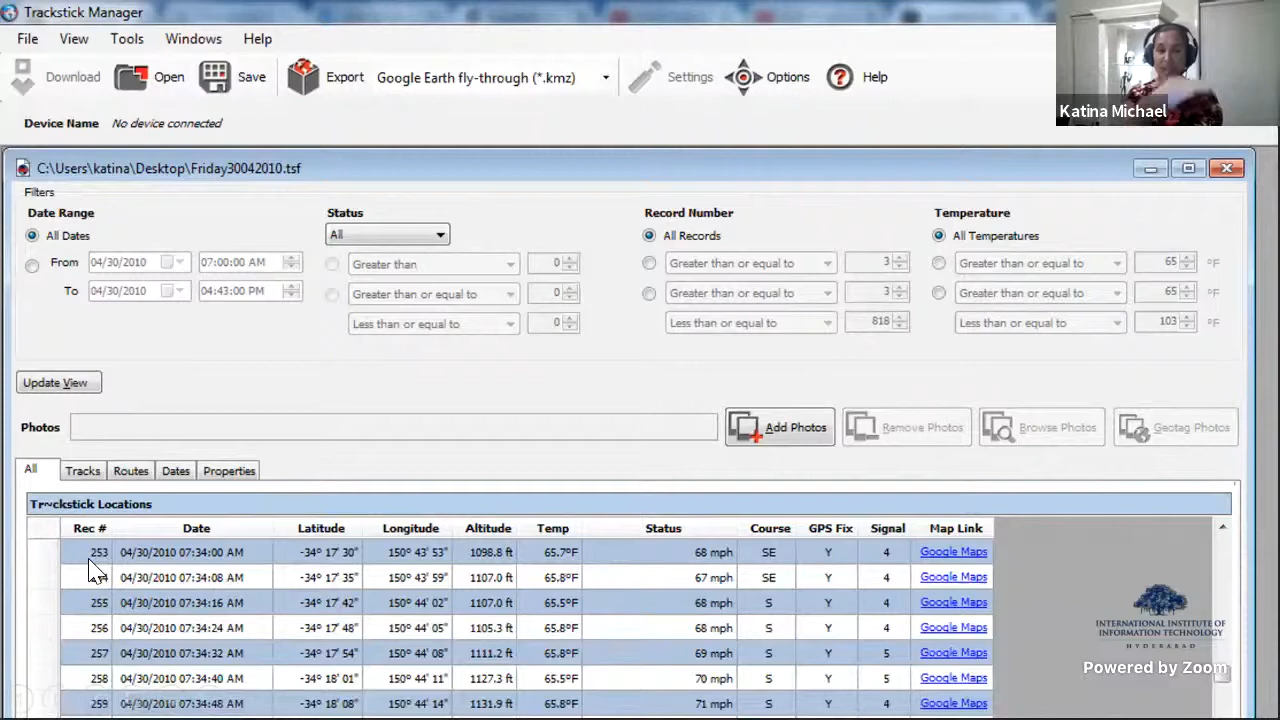 Trackstick Manager
File View Tools Windows Help
Download Open Save Export Google Earth fly-through (*.kmz) Settings Options Help
Katina Michael
Device Name No device connected
C:\Users\katina\Desktop\Friday30042010.tsf
Filters
Date Range Status Record Number Temperature
All Dates All All Records All Temperatures
From 04/30/2010 07:00:00 AM Greater than 0 Greater than or equal to 3 Greater than or equal to 65 °F
To 04/30/2010 04:43:00 PM Greater than or equal to 0 Greater than or equal to 3 Greater than or equal to 65 °F
Less than or equal to 0 Less than or equal to 818 Less than or equal to 103 °F
Update View
Photos Add Photos Remove Photos Browse Photos Geotag Photos
All Tracks Routes Dates Properties
Trackstick Locations
Rec # Date Latitude Longitude Altitude Temp Status Course GPS Fix Signal Map Link
253 04/30/2010 07:34:00 AM -34° 17' 30" 150° 43' 53" 1098.8 ft 65.7°F 68 mph SE Y 4 Google Maps
04/30/2010 07:34:08 AM -34° 17' 35" 150° 43' 59" 1107.0 ft 65.8°F 67 mph SE Y 4 Google Maps
255 04/30/2010 07:34:16 AM -34° 17' 42" 150° 44' 02" 1107.0 ft 65.5°F 68 mph S Y 4 Google Maps
256 04/30/2010 07:34:24 AM -34° 17' 48" 150° 44' 05" 1105.3 ft 65.8°F 68 mph S Y 4 Google Maps
257 04/30/2010 07:34:32 AM -34° 17' 54" 150° 44' 08" 1111.2 ft 65.8°F 69 mph S Y 5 Google Maps
258 04/30/2010 07:34:40 AM -34° 18' 01" 150° 44' 11" 1127.3 ft 65.5°F 70 mph S Y 5 Google Maps
259 04/30/2010 07:34:48 AM -34° 18' 08" 150° 44' 14" 1131.9 ft 65.8°F 71 mph S Y 4 Google Maps
INTERNATIONAL INSTITUTE OF
INFORMATION TECHNOLOGY
HYDERABAD
Powered by Zoom